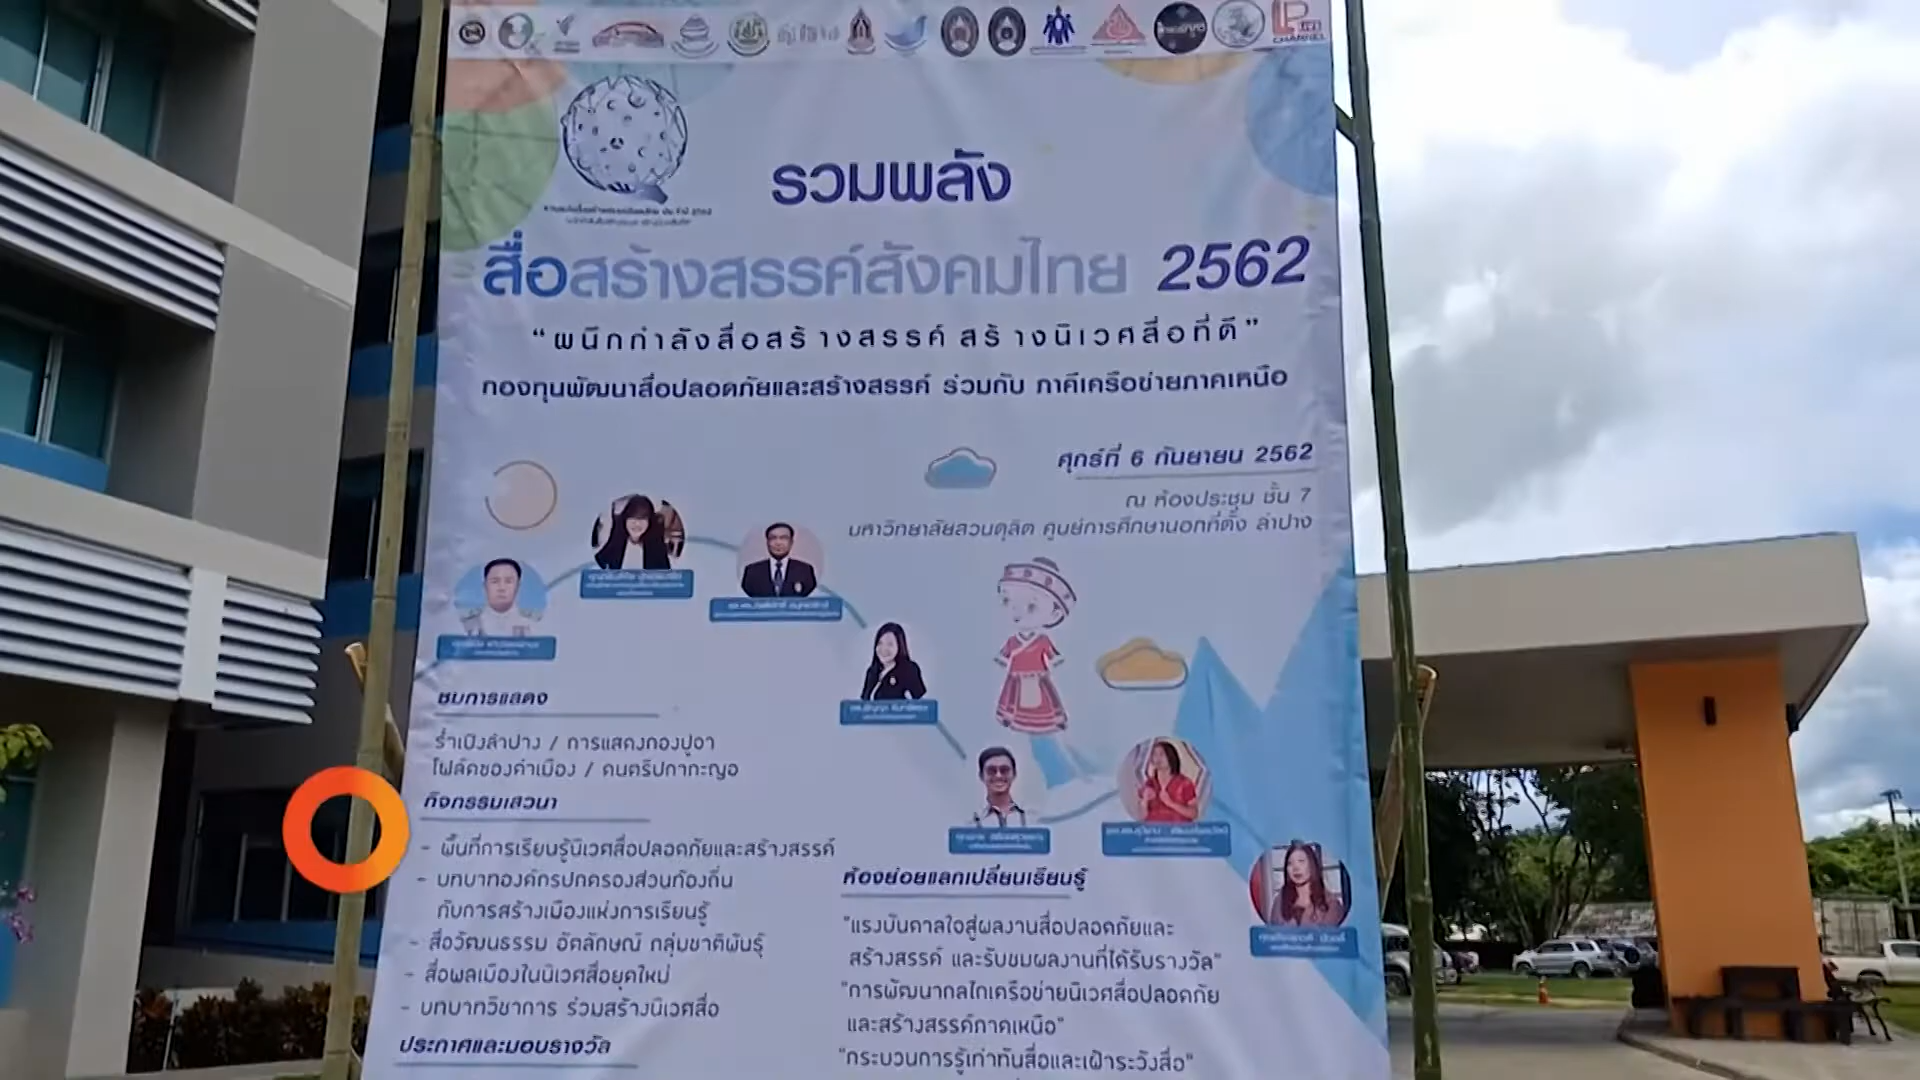 รวมพลัง
สื่อสร้างสรรค์สังคมไทย 2562
“ผนึกกำลังสื่อสร้างสรรค์ สร้างนิเวศสื่อที่ดี”
กองทุนพัฒนาสื่อปลอดภัยและสร้างสรรค์ ร่วมกับ ภาคีเครือข่ายภาคเหนือ
ศุกร์ที่ 6 กันยายน 2562
ณ ห้องประชุม ชั้น 7
มหาวิทยาลัยสวนดุสิต ศูนย์การศึกษานอกที่ตั้ง ลำปาง
ชมการแสดง
รำเปิงลำปาง / การแสดงกองปูจา
โฟล์คซองคำเมือง / ดนตรีปกากะญอ
กิจกรรมเสวนา
- พื้นที่การเรียนรู้นิเวศสื่อปลอดภัยและสร้างสรรค์
- บทบาทองค์กรปกครองส่วนท้องถิ่น
กับการสร้างเมืองแห่งการเรียนรู้
- สื่อวัฒนธรรม อัตลักษณ์ กลุ่มชาติพันธุ์
- สื่อพลเมืองในนิเวศสื่อยุคใหม่
- บทบาทวิชาการ ร่วมสร้างนิเวศสื่อ
ประกาศและมอบรางวัล
ห้องย่อยแลกเปลี่ยนเรียนรู้
"แรงบันดาลใจสู่ผลงานสื่อปลอดภัยและ
สร้างสรรค์ และรับชมผลงานที่ได้รับรางวัล"
"การพัฒนากลไกเครือข่ายนิเวศสื่อปลอดภัย
และสร้างสรรค์ภาคเหนือ"
"กระบวนการรู้เท่าทันสื่อและเฝ้าระวังสื่อ"